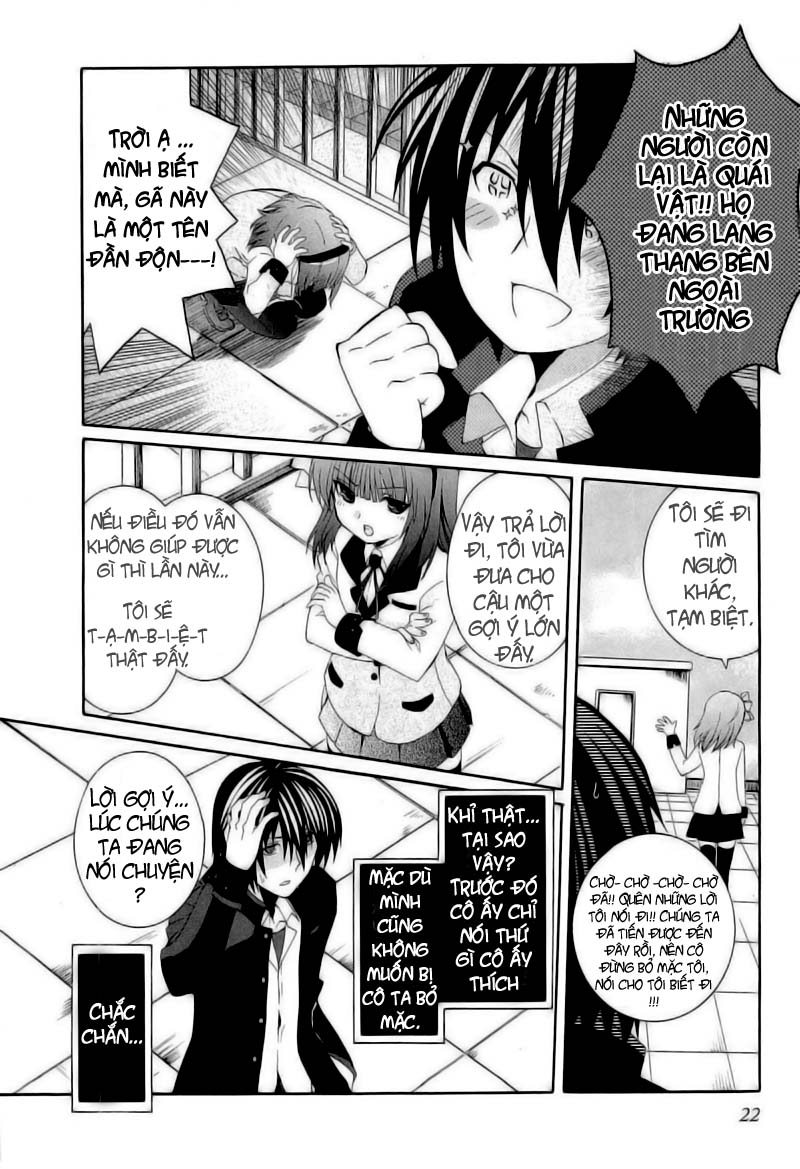 NHỮNG
NGƯỜI CÒN
LẠI LÀ QUÁI
VẬT!! HỌ
ĐANG LANG
THANG BÊN
NGOÀI
TRƯỜNG
TRỜI Ạ ...
MÌNH BIẾT
MÀ, GÃ NÀY
LÀ MỘT TÊN
ĐẦN ĐỘN---!
TÔI SẼ ĐI
TÌM
NGƯỜI
KHÁC,
TẠM BIỆT.
CHỜ- CHỜ -CHỜ- CHỜ
ĐÃ!! QUÊN NHỮNG LỜI
TÔI NÓI ĐI!! CHÚNG TA
ĐÃ TIẾN ĐƯỢC ĐẾN
ĐÂY RỒI, NÊN CÔ
ĐỪNG BỎ MẶC TÔI,
NÓI CHO TÔI BIẾT ĐI
!!!
VẬY TRẢ LỜI
ĐI, TÔI VỪA
ĐƯA CHO
CẬU MỘT
GỢI Ý LỚN
ĐẤY.
NẾU ĐIỀU ĐÓ VẪN
KHÔNG GIÚP ĐƯỢC
GÌ THÌ LẦN NÀY...
TÔI SẼ
T-Ạ-M-B-I-Ệ-T
THẬT ĐẤY.
KHỈ THẬT...
TẠI SAO
VẬY?
TRƯỚC ĐÓ
CÔ ẤY CHỈ
NÓI THỨ
GÌ CÔ ẤY
THÍCH
MẶC DÙ
MÌNH
CŨNG
KHÔNG
MUỐN BỊ
CÔ TA BỎ
MẶC.
LỜI GỢI Ý...
LÚC CHÚNG
TA ĐANG
NÓI CHUYỆN
?
CHẮC
CHẮN...
22